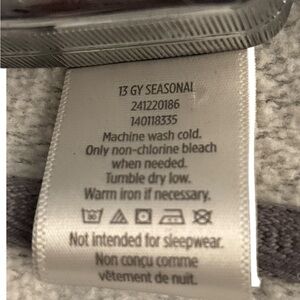 13 GY SEASONAL
241220186
140118335
Machine wash cold.
Only non-chlorine bleach
when needed.
Tumble dry low.
Warm iron if necessary.
Not intended for sleepwear.
Non conçu comme
vêtement de nuit.